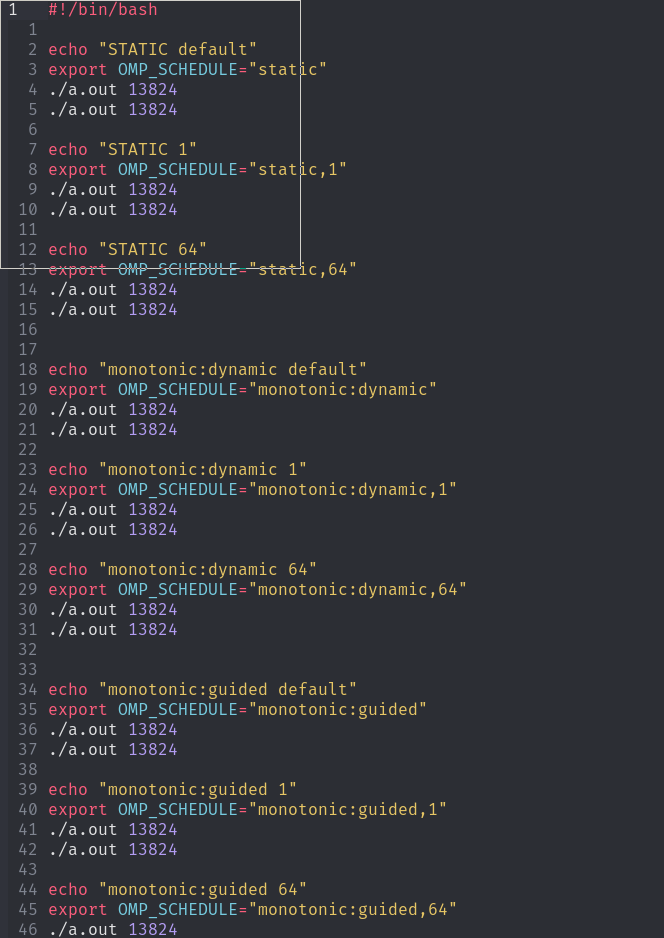 1 #!/bin/bash
1
2 echo "STATIC default"
3 export OMP_SCHEDULE="static"
4 ./a.out 13824
5 ./a.out 13824
6
7 echo "STATIC 1"
8 export OMP_SCHEDULE="static,1"
9 ./a.out 13824
10 ./a.out 13824
11
12 echo "STATIC 64"
13 export OMP_SCHEDULE="static,64"
14 ./a.out 13824
15 ./a.out 13824
16
17
18 echo "monotonic:dynamic default"
19 export OMP_SCHEDULE="monotonic:dynamic"
20 ./a.out 13824
21 ./a.out 13824
22
23 echo "monotonic:dynamic 1"
24 export OMP_SCHEDULE="monotonic:dynamic,1"
25 ./a.out 13824
26 ./a.out 13824
27
28 echo "monotonic:dynamic 64"
29 export OMP_SCHEDULE="monotonic:dynamic,64"
30 ./a.out 13824
31 ./a.out 13824
32
33
34 echo "monotonic:guided default"
35 export OMP_SCHEDULE="monotonic:guided"
36 ./a.out 13824
37 ./a.out 13824
38
39 echo "monotonic:guided 1"
40 export OMP_SCHEDULE="monotonic:guided,1"
41 ./a.out 13824
42 ./a.out 13824
43
44 echo "monotonic:guided 64"
45 export OMP_SCHEDULE="monotonic:guided,64"
46 ./a.out 13824